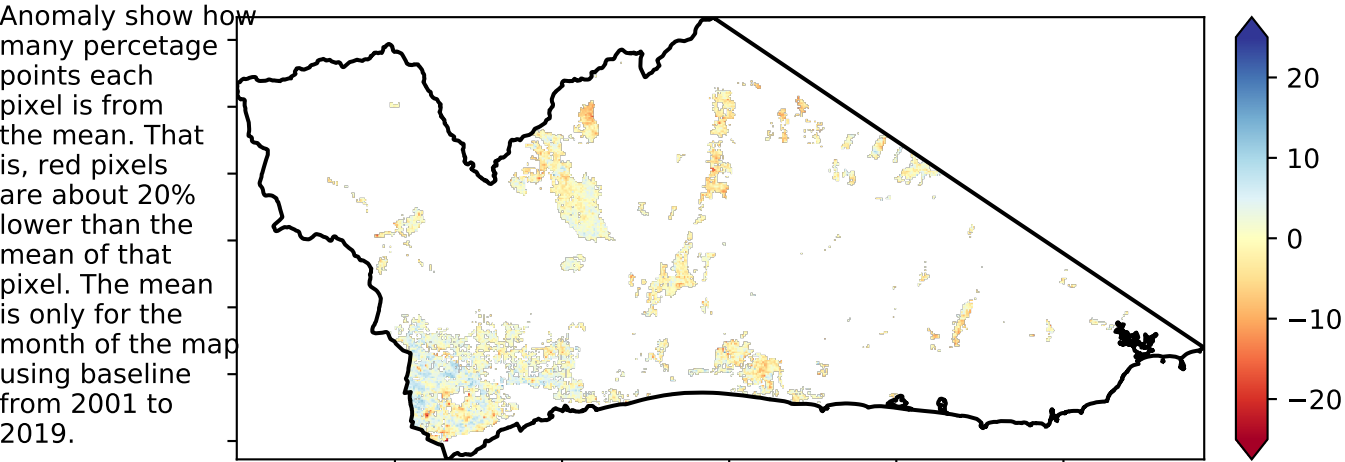 Anomaly show how
many percetage
points each
pixel is from
the mean. That
is, red pixels
are about 20%
lower than the
mean of that
pixel. The mean
is only for the
month of the map
using baseline
from 2001 to
2019.
20
10
0
−10
−20